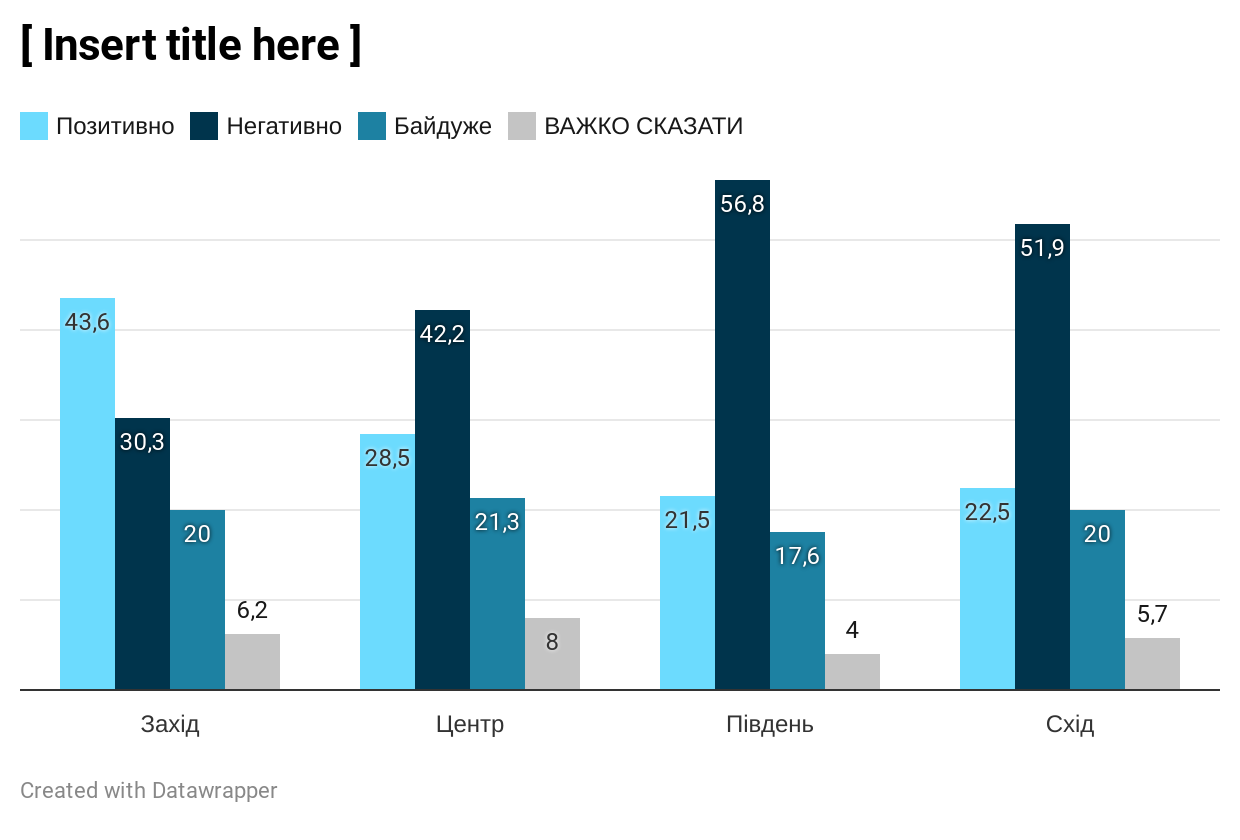 [ Insert title here ]
Позитивно Негативно Байдуже ВАЖКО СКАЗАТИ
43,6 30,3 20 6,2
28,5 42,2 21,3 8
21,5 56,8 17,6 4
22,5 51,9 20 5,7
Захід Центр Південь Схід
Created with Datawrapper